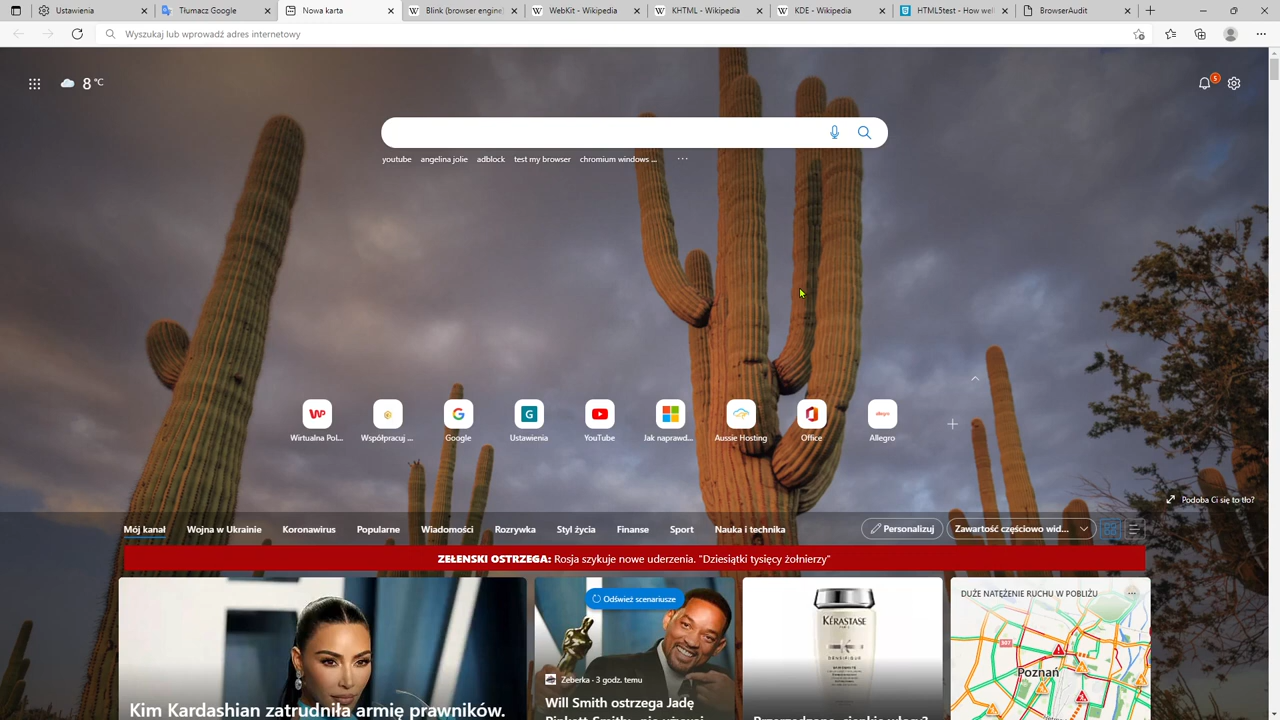 Ustawienia
Tłumacz Google
Nowa karta
Blink (browser engine)
WebKit - Wikipedia
KHTML - Wikipedia
KDE - Wikipedia
HTML5test - How wel
BrowserAudit
Wyszukaj lub wprowadź adres internetowy
8 °C
5
youtube
angelina jolie
adblock
test my browser
chromium windows ...
Wirtualna Pol...
Współpracuj ...
Google
Ustawienia
YouTube
Jak naprawd...
Aussie Hosting
Office
Allegro
Podoba Ci się to tło?
Mój kanał
Wojna w Ukrainie
Koronawirus
Popularne
Wiadomości
Rozrywka
Styl życia
Finanse
Sport
Nauka i technika
Personalizuj
Zawartość częściowo wid...
ZEŁENSKI OSTRZEGA: Rosja szykuje nowe uderzenia. "Dziesiątki tysięcy żołnierzy"
Odśwież scenariusze
Kim Kardashian zatrudniła armię prawników.
Zeberka · 3 godz. temu
Will Smith ostrzega Jadę
KÉRASTASE
PARIS
DENSIFIQUE
DUŻE NATĘŻENIE RUCHU W POBLIŻU
Poznań